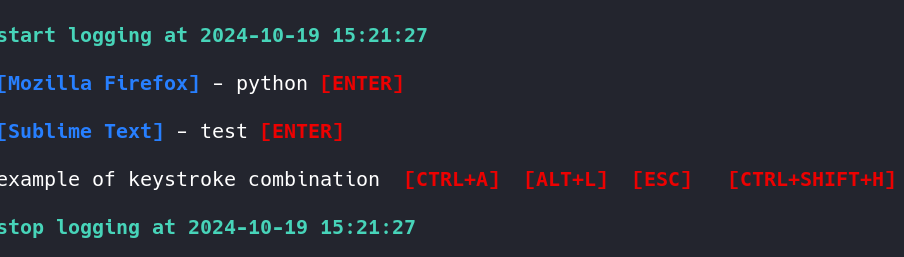 start logging at 2024-10-19 15:21:27
[Mozilla Firefox] - python [ENTER]
[Sublime Text] - test [ENTER]
example of keystroke combination [CTRL+A] [ALT+L] [ESC] [CTRL+SHIFT+H]
stop logging at 2024-10-19 15:21:27